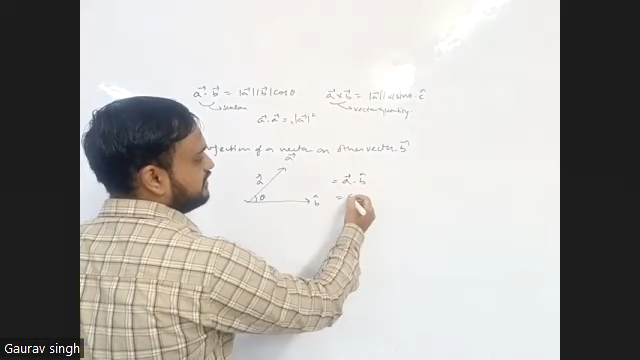 a⃗ · b⃗ = |a⃗||b⃗|cosθ
a⃗ × b⃗ = |a⃗||b⃗|sinθ · ĉ
scalar
vector quantity
a⃗ · a⃗ = |a⃗|²
jection of a vector a⃗ on other vector b⃗
a⃗
θ
b̂
= a⃗ · b̂
=
Gaurav singh